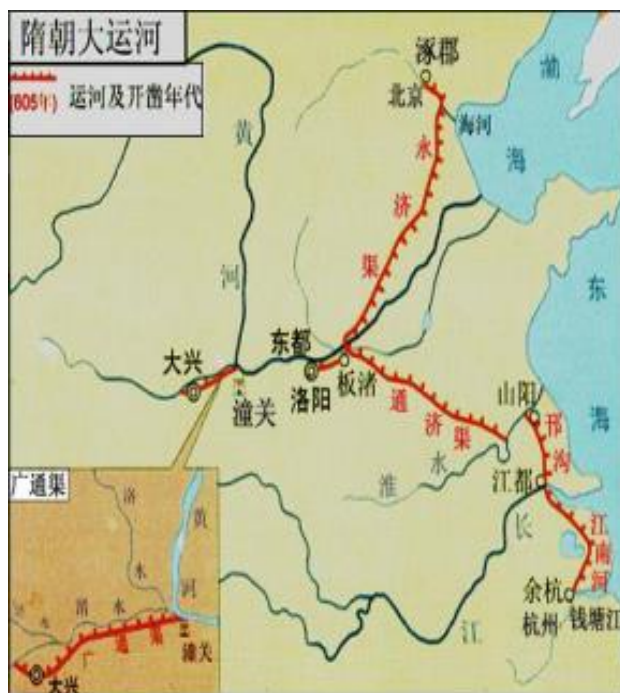 隋朝大运河
(605年) 运河及开凿年代
涿郡
北京
海河
渤
海
黄
河
永
济
渠
东
海
大兴
东都
洛阳
潼关
板渚
通
济
渠
山阳
邗
沟
淮
水
江都
长
江
江
南
河
余杭
杭州
钱塘江
广通渠
洛
水
黄
河
渭
水
广
通
渠
潼关
大兴